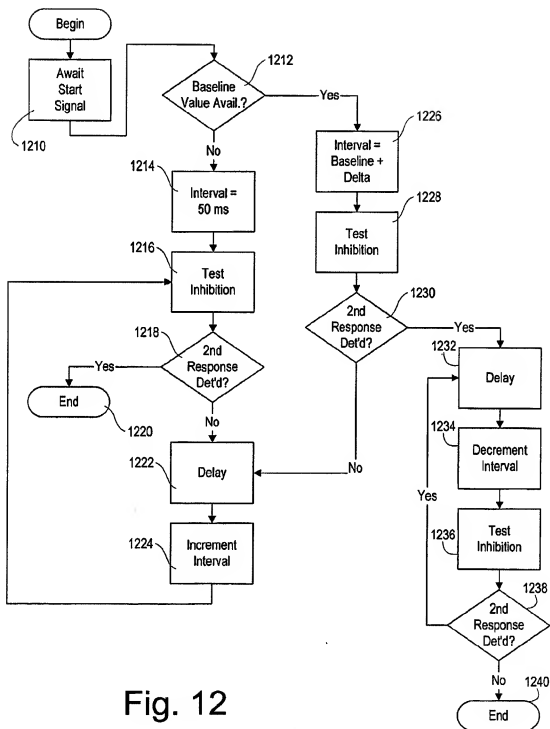 Begin
Await
Start
Signal
1210
Baseline
Value Avail.?
1212
Yes
No
1214
Interval =
50 ms
1216
Test
Inhibition
1218
2nd
Response
Det'd?
Yes
End
1220
No
1222
Delay
1224
Increment
Interval
1226
Interval =
Baseline +
Delta
1228
Test
Inhibition
1230
2nd
Response
Det'd?
Yes
No
1232
Delay
1234
Decrement
Interval
Yes
1236
Test
Inhibition
1238
2nd
Response
Det'd?
No
1240
End
Fig. 12